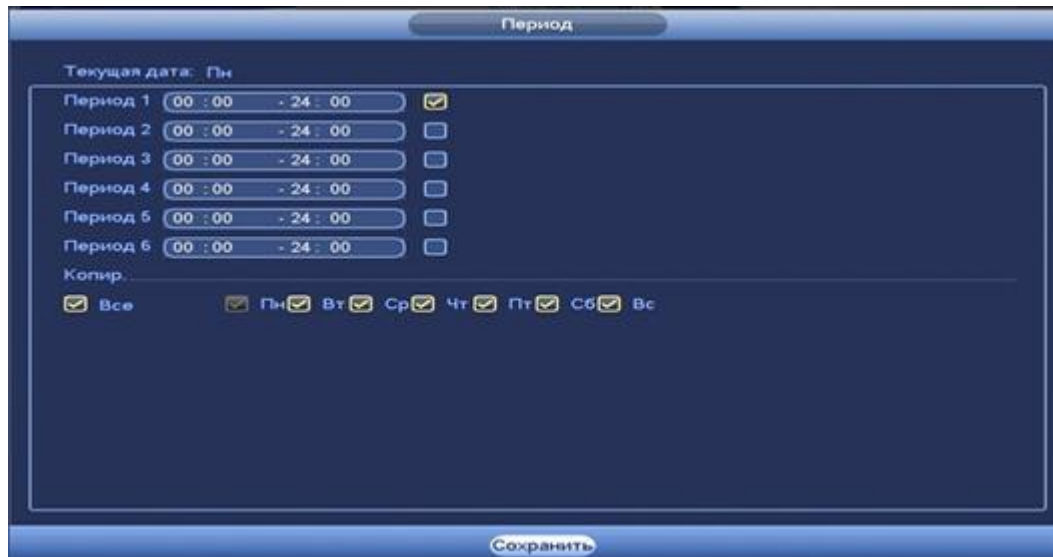 Период
Текущая дата: Пн
Период 1 00 : 00 - 24 : 00
Период 2 00 : 00 - 24 : 00
Период 3 00 : 00 - 24 : 00
Период 4 00 : 00 - 24 : 00
Период 5 00 : 00 - 24 : 00
Период 6 00 : 00 - 24 : 00
Копир.
Все Пн Вт Ср Чт Пт Сб Вс
Сохранить